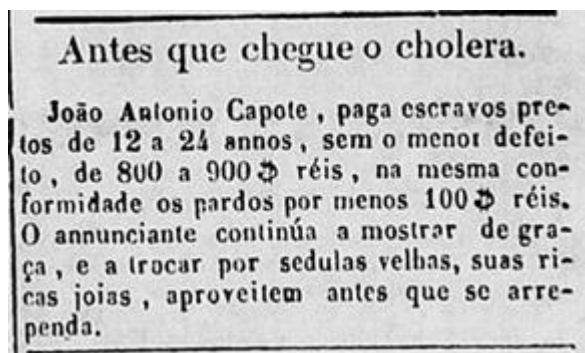 Antes que chegue o cholera.
João Antonio Capote, paga escravos pre-
tos de 12 a 24 annos, sem o menor defei-
to, de 800 a 900$ réis, na mesma con-
formidade os pardos por menos 100$ réis.
O annunciante continúa a mostrar de gra-
ça, e a trocar por sedulas velhas, suas ri-
cas joias, aproveitem antes que se arre-
penda.